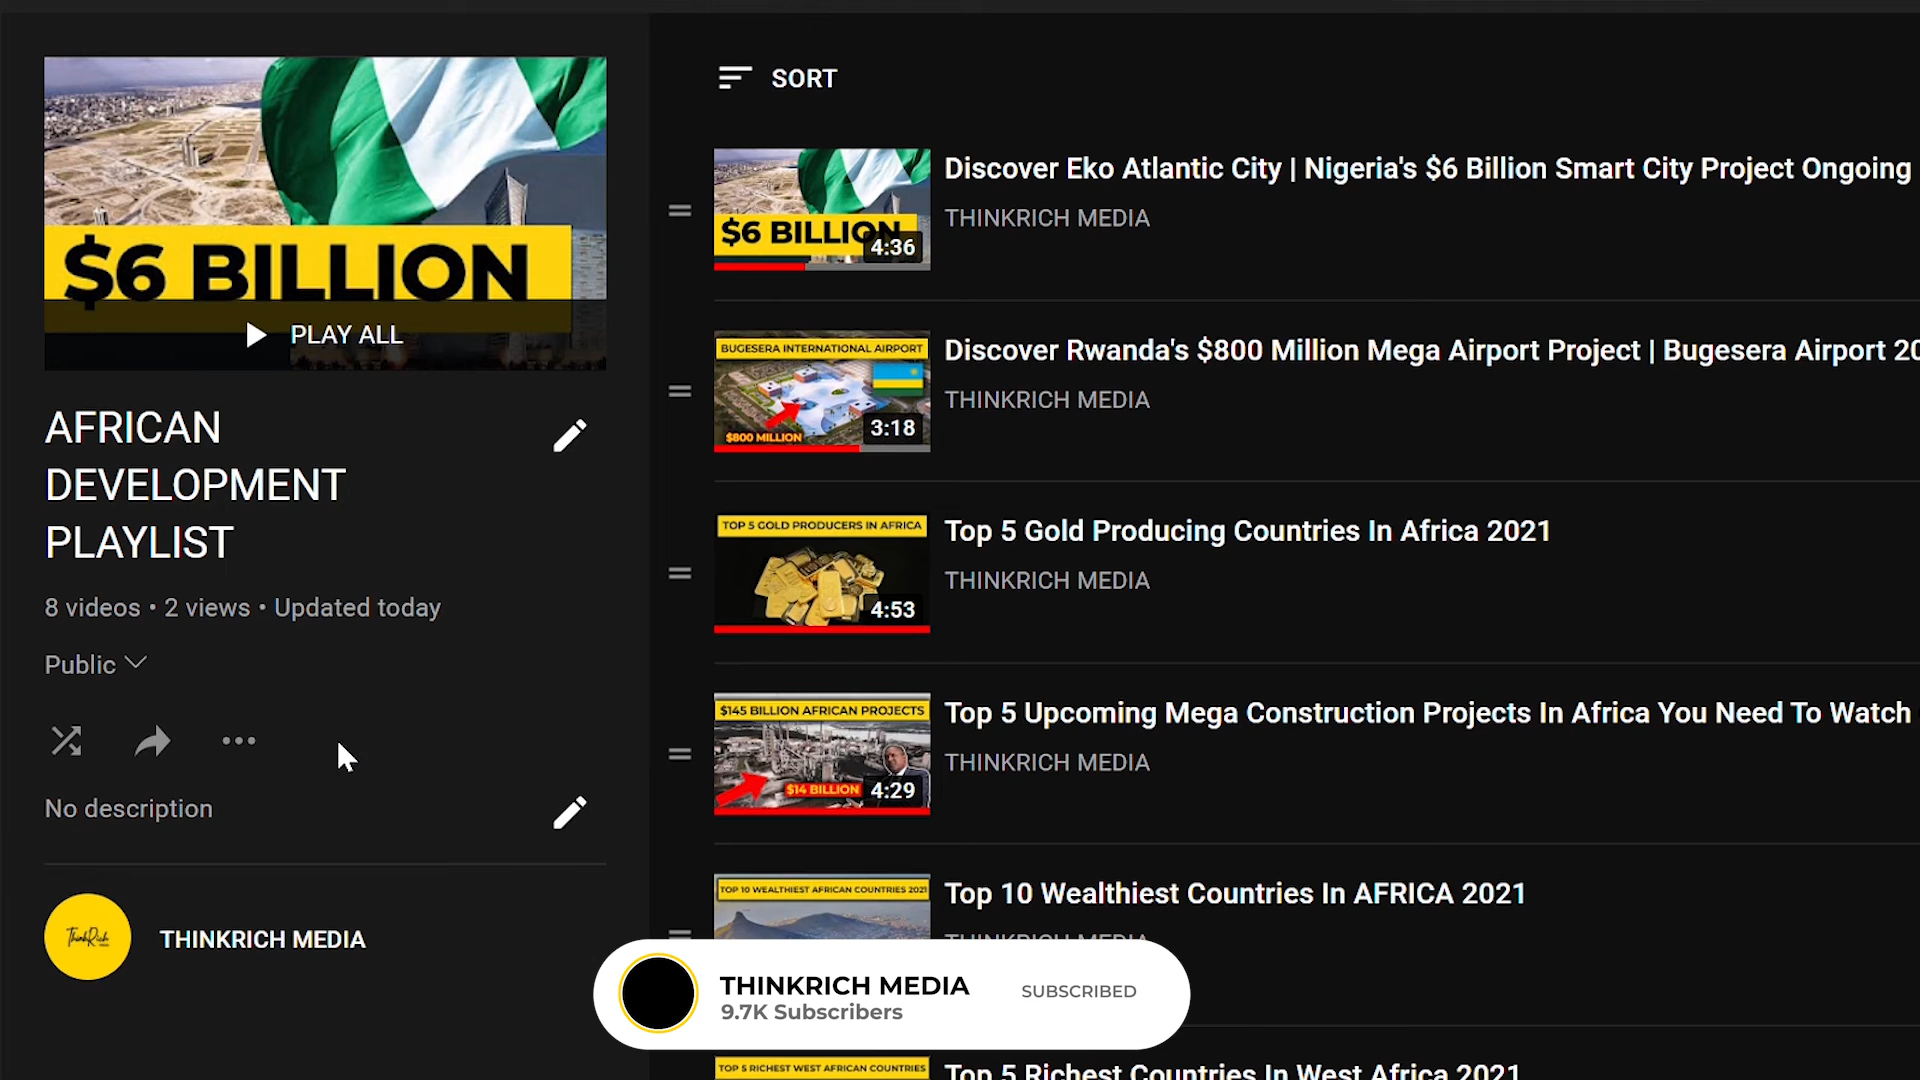 $6 BILLION
PLAY ALL
AFRICAN
DEVELOPMENT
PLAYLIST
8 videos • 2 views • Updated today
Public
No description
ThinkRich
THINKRICH MEDIA
SORT
$6 BILLION
4:36
Discover Eko Atlantic City | Nigeria's $6 Billion Smart City Project Ongoing
THINKRICH MEDIA
BUGESERA INTERNATIONAL AIRPORT
$800 MILLION
3:18
Discover Rwanda's $800 Million Mega Airport Project | Bugesera Airport 20
THINKRICH MEDIA
TOP 5 GOLD PRODUCERS IN AFRICA
4:53
Top 5 Gold Producing Countries In Africa 2021
THINKRICH MEDIA
$145 BILLION AFRICAN PROJECTS
$14 BILLION
4:29
Top 5 Upcoming Mega Construction Projects In Africa You Need To Watch
THINKRICH MEDIA
TOP 10 WEALTHIEST AFRICAN COUNTRIES 2021
Top 10 Wealthiest Countries In AFRICA 2021
THINKRICH MEDIA
THINKRICH MEDIA
9.7K Subscribers
SUBSCRIBED
TOP 5 RICHEST WEST AFRICAN COUNTRIES
Top 5 Richest Countries In West Africa 2021